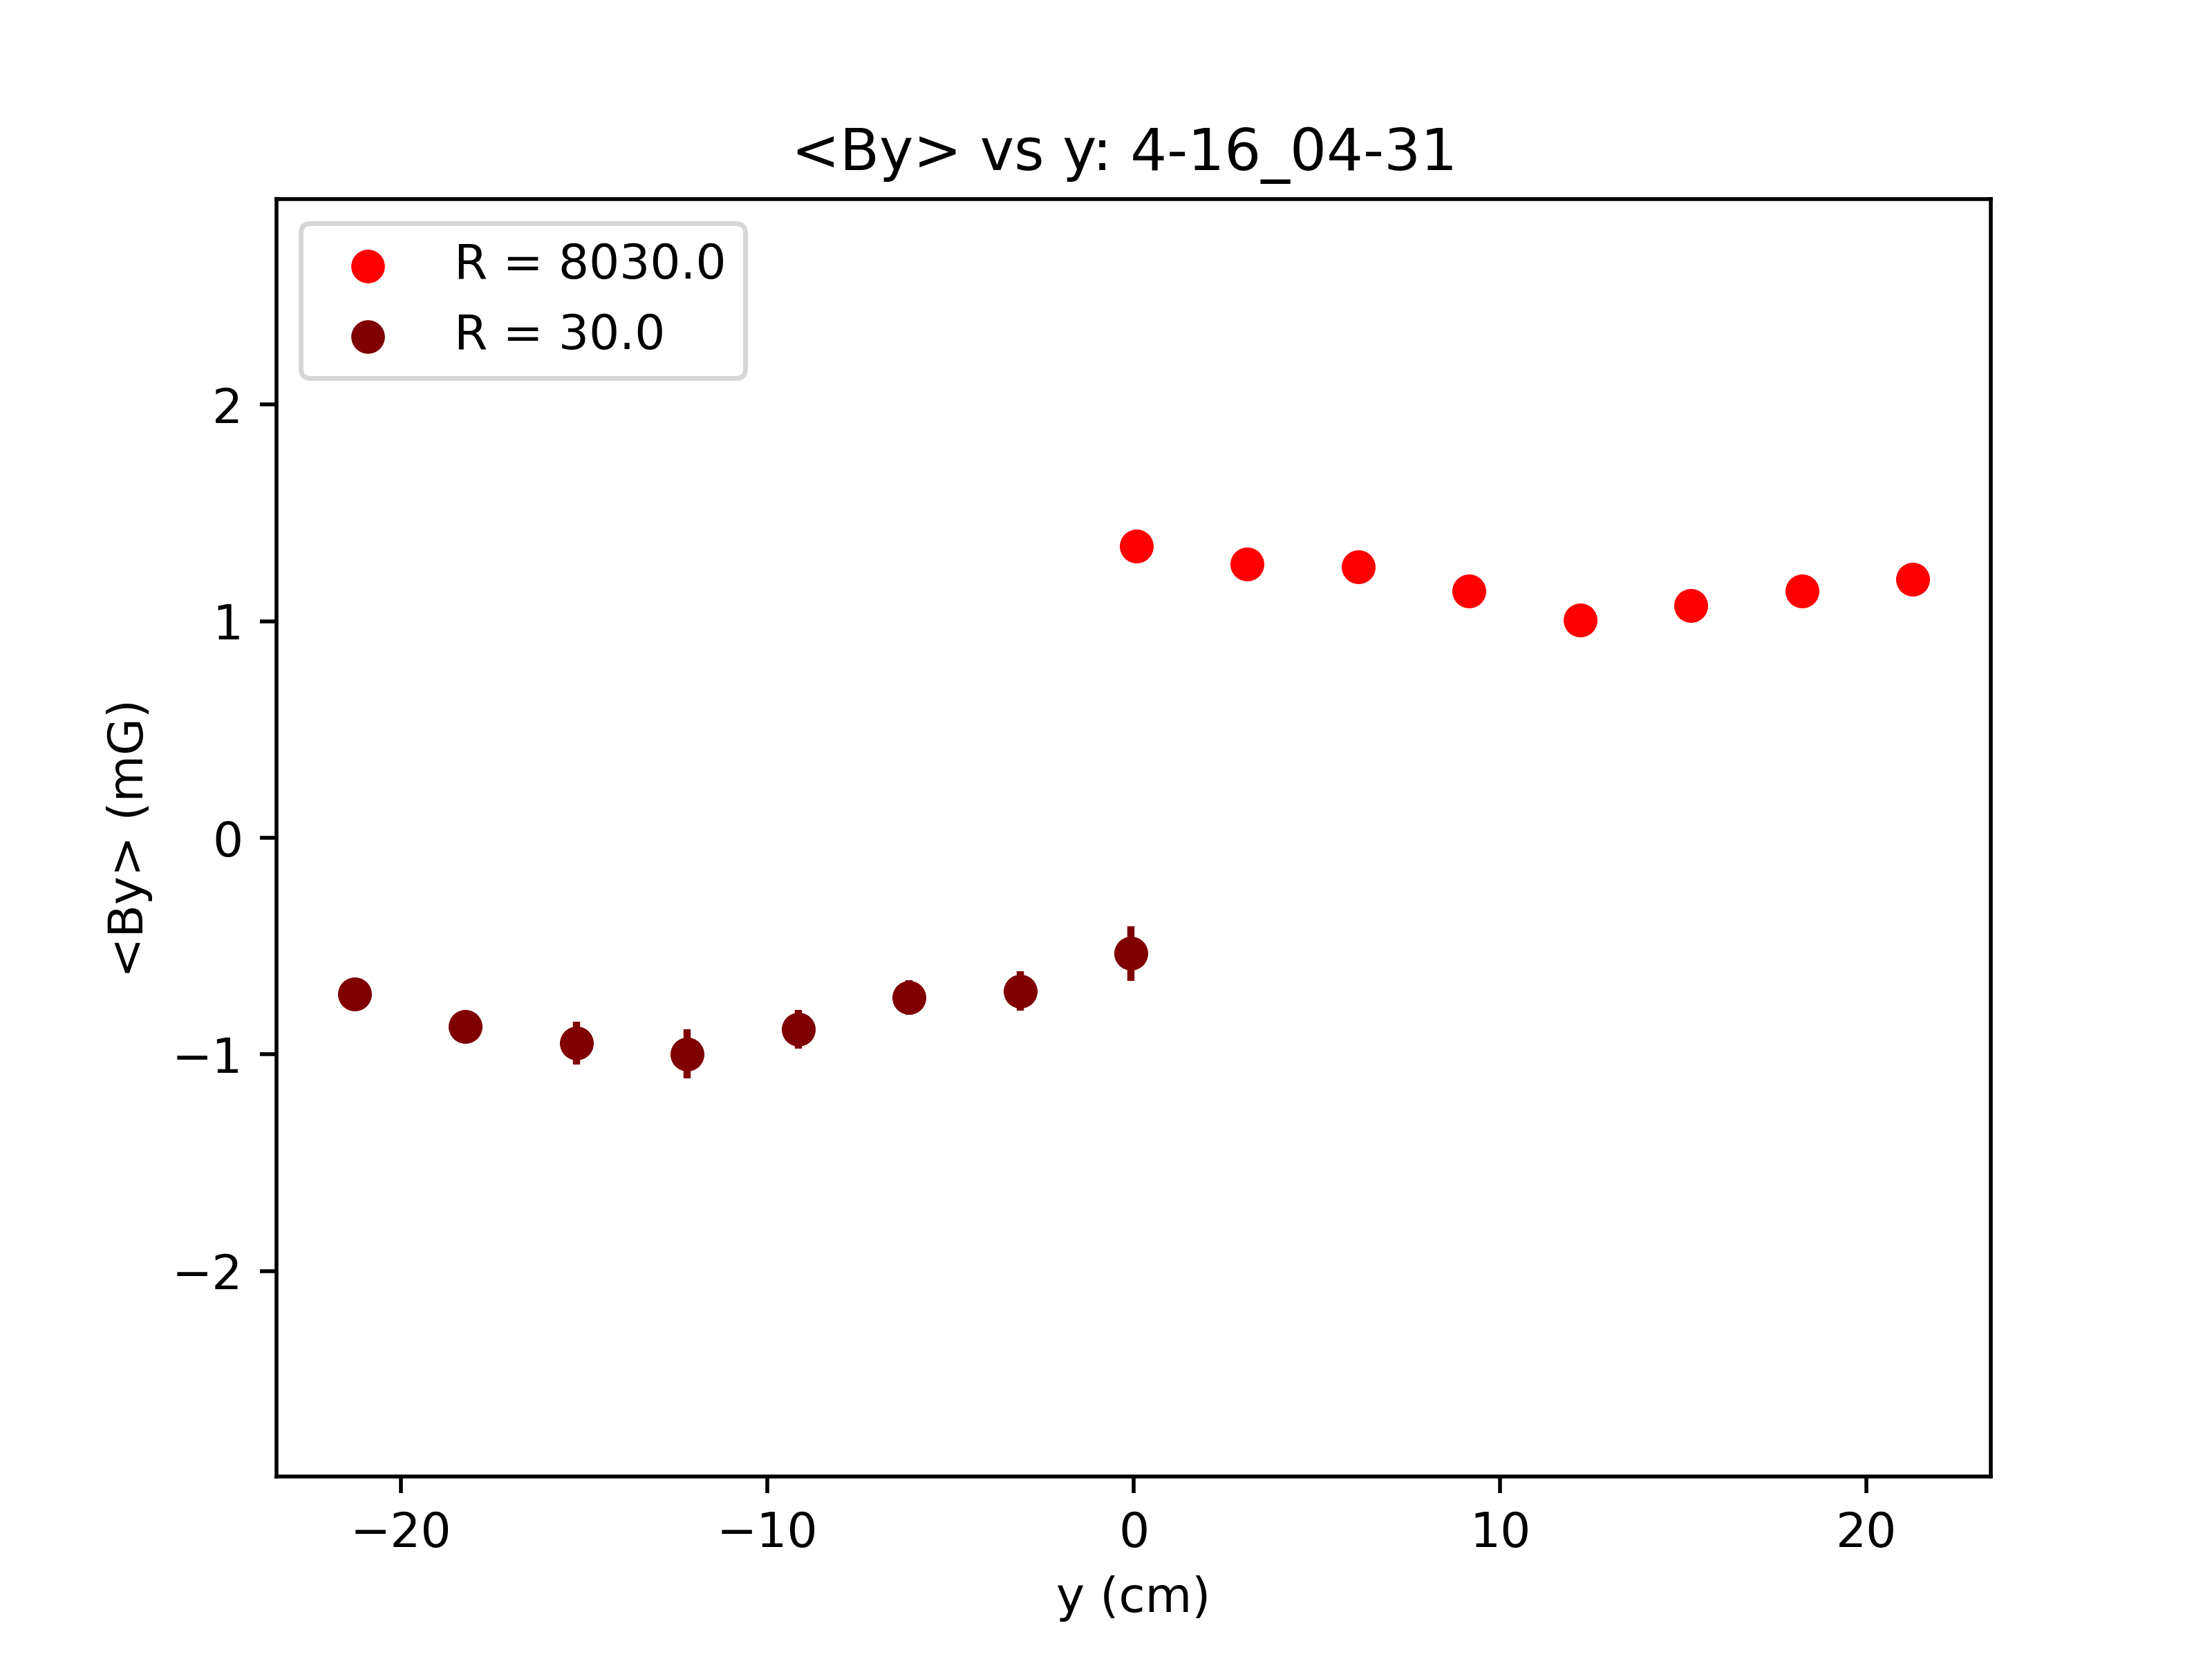 <By> vs y: 4-16_04-31
R = 8030.0
R = 30.0
2
1
0
−1
−2
<By> (mG)
−20 −10 0 10 20
y (cm)